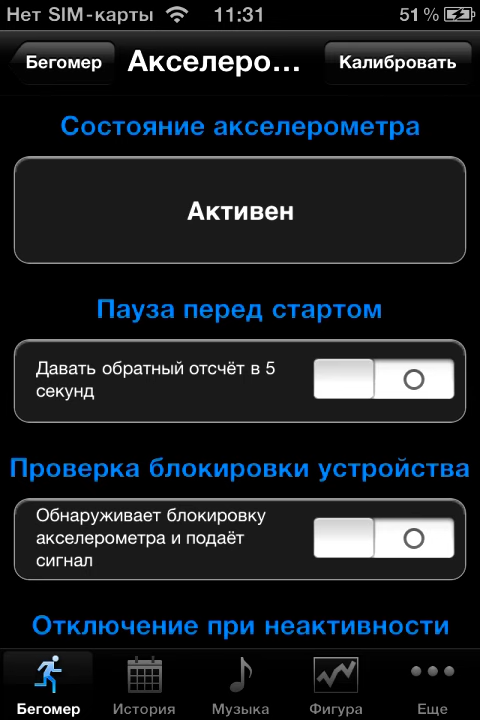 Нет SIM-карты 11:31 51 %
Бегомер Акселеро... Калибровать
Состояние акселерометра
Активен
Пауза перед стартом
Давать обратный отсчёт в 5
секунд
Проверка блокировки устройства
Обнаруживает блокировку
акселерометра и подаёт
сигнал
Отключение при неактивности
Бегомер История Музыка Фигура Еще